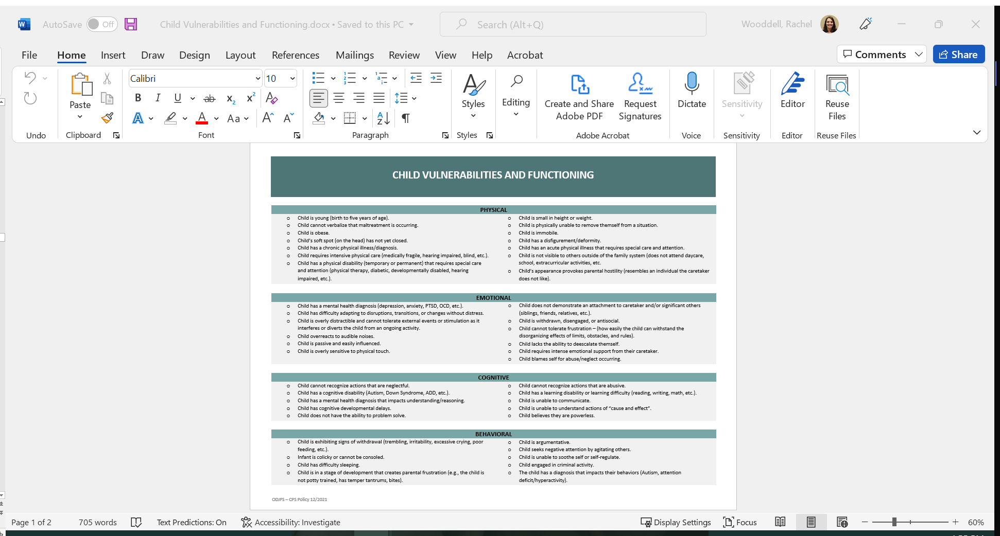 AutoSave Off Child Vulnerabilities and Functioning.docx • Saved to this PC Search (Alt+Q) Wooddell, Rachel
File Home Insert Draw Design Layout References Mailings Review View Help Acrobat Comments Share
Calibri 10
Paste
Styles Editing Create and Share Adobe PDF Request Signatures Dictate Sensitivity Editor Reuse Files
Undo Clipboard Font Paragraph Styles Adobe Acrobat Voice Sensitivity Editor Reuse Files
CHILD VULNERABILITIES AND FUNCTIONING
PHYSICAL
o Child is young (birth to five years of age).
o Child cannot verbalize that maltreatment is occurring.
o Child is obese.
o Child's soft spot (on the head) has not yet closed.
o Child has a chronic physical illness/diagnosis.
o Child requires intensive physical care (medically fragile, hearing impaired, blind, etc.).
o Child has a physical disability (temporary or permanent) that requires special care
and attention (physical therapy, diabetic, developmentally disabled, hearing
impaired, etc.).
o Child is small in height or weight.
o Child is physically unable to remove themself from a situation.
o Child is immobile.
o Child has a disfigurement/deformity.
o Child has an acute physical illness that requires special care and attention.
o Child is not visible to others outside of the family system (does not attend daycare,
school, extracurricular activities, etc.
o Child's appearance provokes parental hostility (resembles an individual the caretaker
does not like).
EMOTIONAL
o Child has a mental health diagnosis (depression, anxiety, PTSD, OCD, etc.).
o Child has difficulty adapting to disruptions, transitions, or changes without distress.
o Child is overly distractible and cannot tolerate external events or stimulation as it
interferes or diverts the child from an ongoing activity.
o Child overreacts to audible noises.
o Child is passive and easily influenced.
o Child is overly sensitive to physical touch.
o Child does not demonstrate an attachment to caretaker and/or significant others
(siblings, friends, relatives, etc.).
o Child is withdrawn, disengaged, or antisocial.
o Child cannot tolerate frustration – (how easily the child can withstand the
disorganizing effects of limits, obstacles, and rules).
o Child lacks the ability to deescalate themself.
o Child requires intense emotional support from their caretaker.
o Child blames self for abuse/neglect occurring.
COGNITIVE
o Child cannot recognize actions that are neglectful.
o Child has a cognitive disability (Autism, Down Syndrome, ADD, etc.).
o Child has a mental health diagnosis that impacts understanding/reasoning.
o Child has cognitive developmental delays.
o Child does not have the ability to problem solve.
o Child cannot recognize actions that are abusive.
o Child has a learning disability or learning difficulty (reading, writing, math, etc.).
o Child is unable to communicate.
o Child is unable to understand actions of "cause and effect".
o Child believes they are powerless.
BEHAVIORAL
o Child is exhibiting signs of withdrawal (trembling, irritability, excessive crying, poor
feeding, etc.).
o Infant is colicky or cannot be consoled.
o Child has difficulty sleeping.
o Child is in a stage of development that creates parental frustration (e.g., the child is
not potty trained, has temper tantrums, bites).
o Child is argumentative.
o Child seeks negative attention by agitating others.
o Child is unable to soothe self or self-regulate.
o Child engaged in criminal activity.
o The child has a diagnosis that impacts their behaviors (Autism, attention
deficit/hyperactivity).
ODJFS – CPS Policy 12/2021
Page 1 of 2 705 words Text Predictions: On Accessibility: Investigate Display Settings Focus 60%